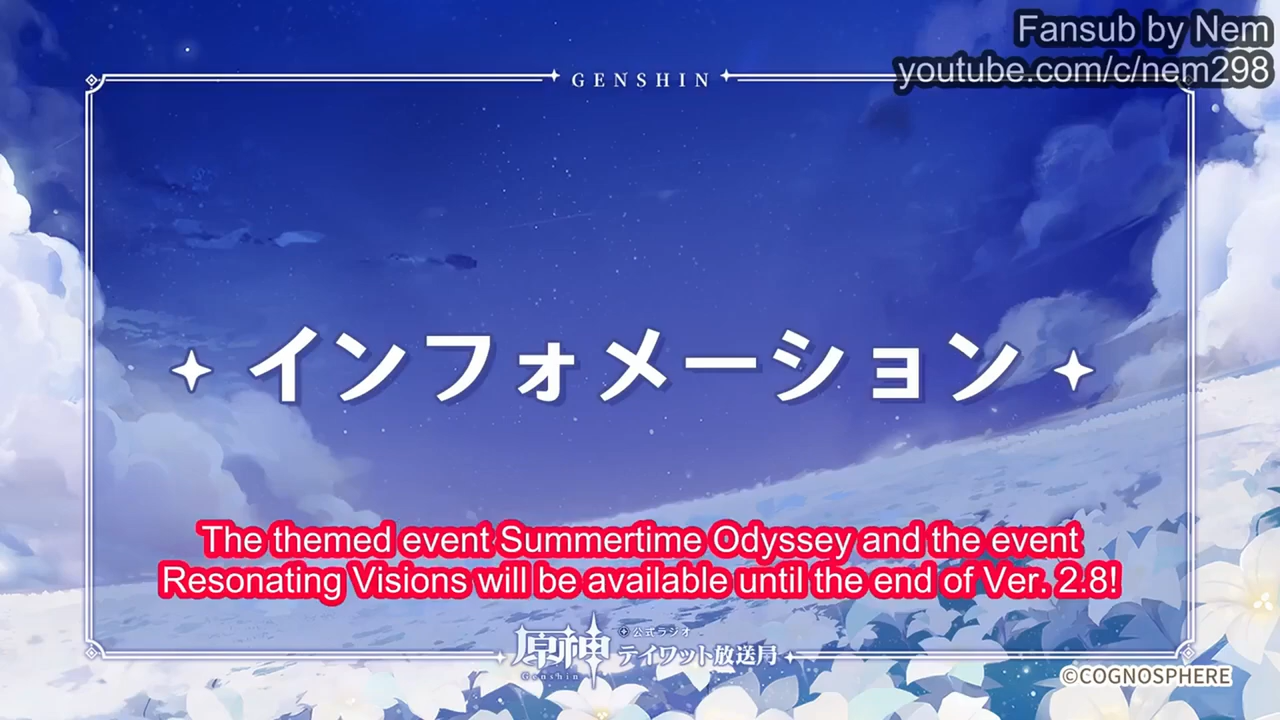 Fansub by Nem
youtube.com/c/nem298
GENSHIN
インフォメーション
The themed event Summertime Odyssey and the event
Resonating Visions will be available until the end of Ver. 2.8!
原神
Genshin
公式ラジオ
テイワット放送局
©COGNOSPHERE